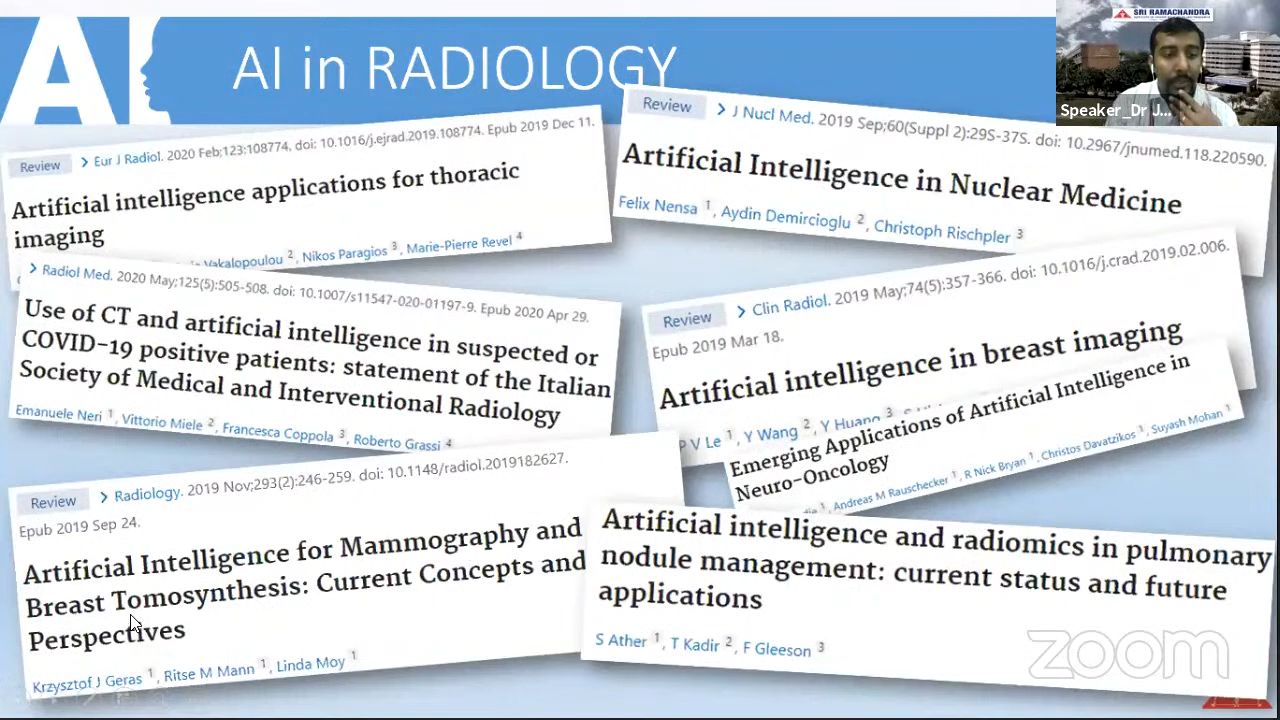 AI
AI in RADIOLOGY
SRI RAMACHANDRA
Speaker_Dr J...
Review > Eur J Radiol. 2020 Feb;123:108774. doi: 10.1016/j.ejrad.2019.108774. Epub 2019 Dec 11.
Artificial intelligence applications for thoracic
imaging
Vakalopoulou 2, Nikos Paragios 3, Marie-Pierre Revel 4
Review > J Nucl Med. 2019 Sep;60(Suppl 2):29S-37S. doi: 10.2967/jnumed.118.220590.
Artificial Intelligence in Nuclear Medicine
Felix Nensa 1, Aydin Demircioglu 2, Christoph Rischpler 3
> Radiol Med. 2020 May;125(5):505-508. doi: 10.1007/s11547-020-01197-9. Epub 2020 Apr 29.
Use of CT and artificial intelligence in suspected or
COVID-19 positive patients: statement of the Italian
Society of Medical and Interventional Radiology
Emanuele Neri 1, Vittorio Miele 2, Francesca Coppola 3, Roberto Grassi 4
Review > Clin Radiol. 2019 May;74(5):357-366. doi: 10.1016/j.crad.2019.02.006.
Epub 2019 Mar 18.
Artificial intelligence in breast imaging
P V Le 1, Y Wang 2, Y Huang 3
Emerging Applications of Artificial Intelligence in
Neuro-Oncology
1, Andreas M Rauschecker 1, R Nick Bryan 1, Christos Davatzikos 1, Suyash Mohan 1
Review > Radiology. 2019 Nov;293(2):246-259. doi: 10.1148/radiol.2019182627.
Epub 2019 Sep 24.
Artificial Intelligence for Mammography and
Breast Tomosynthesis: Current Concepts and
Perspectives
Krzysztof J Geras 1, Ritse M Mann 1, Linda Moy 1
Artificial intelligence and radiomics in pulmonary
nodule management: current status and future
applications
S Ather 1, T Kadir 2, F Gleeson 3
zoom